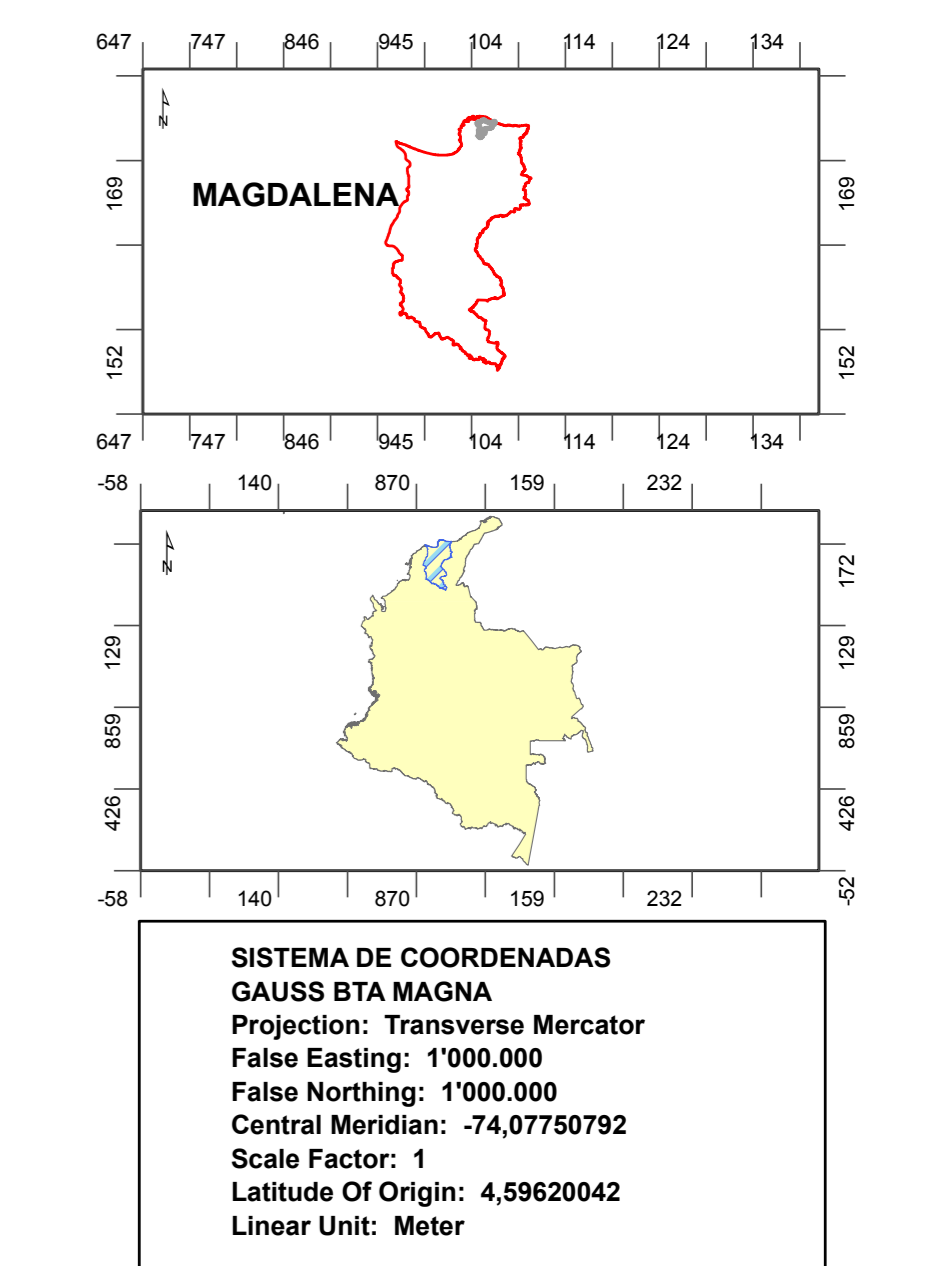 647 747 846 945 104 114 124 134
N
MAGDALENA
169 169
152 152
647 747 846 945 104 114 124 134
-58 140 870 159 232
N
172
129 129
859 859
426 426
-52
-58 140 870 159 232
SISTEMA DE COORDENADAS
GAUSS BTA MAGNA
Projection: Transverse Mercator
False Easting: 1'000.000
False Northing: 1'000.000
Central Meridian: -74,07750792
Scale Factor: 1
Latitude Of Origin: 4,59620042
Linear Unit: Meter